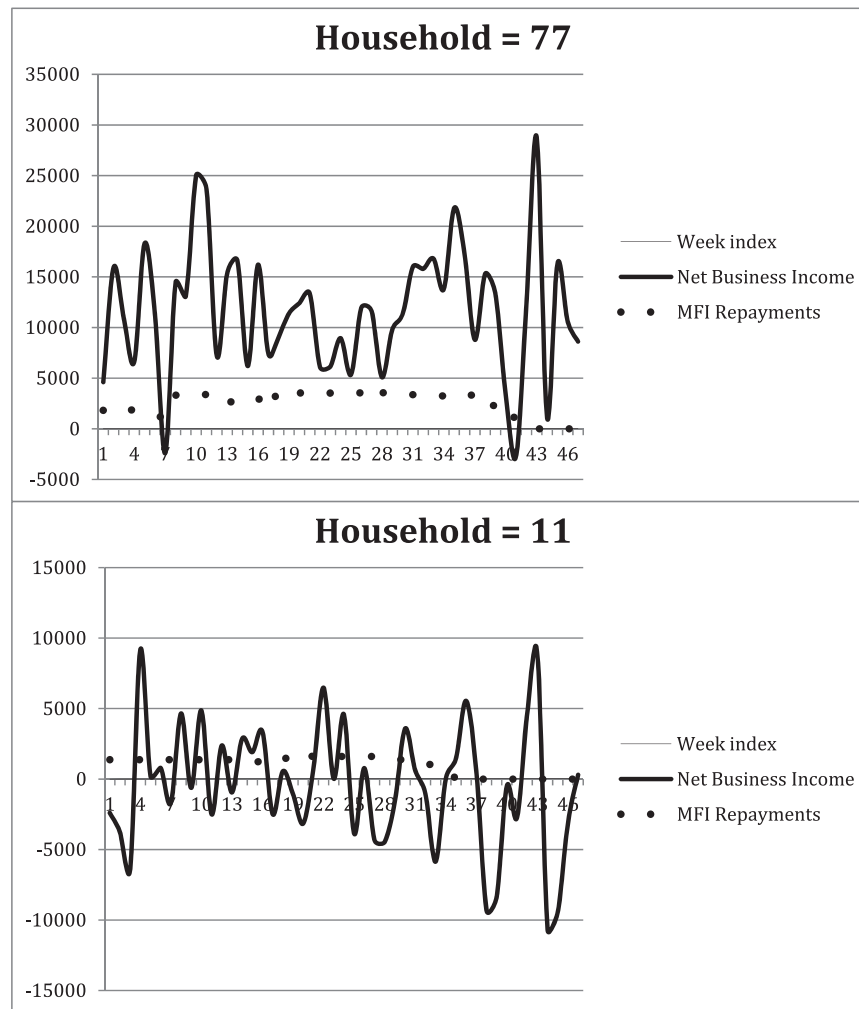 Household = 77
35000
30000
25000
20000
15000
10000
5000
0
-5000
1 4 7 10 13 16 19 22 25 28 31 34 37 40 43 46
Week index
Net Business Income
MFI Repayments
Household = 11
15000
10000
5000
0
-5000
-10000
-15000
1 4 7 10 13 16 19 22 25 28 31 34 37 40 43 46
Week index
Net Business Income
MFI Repayments